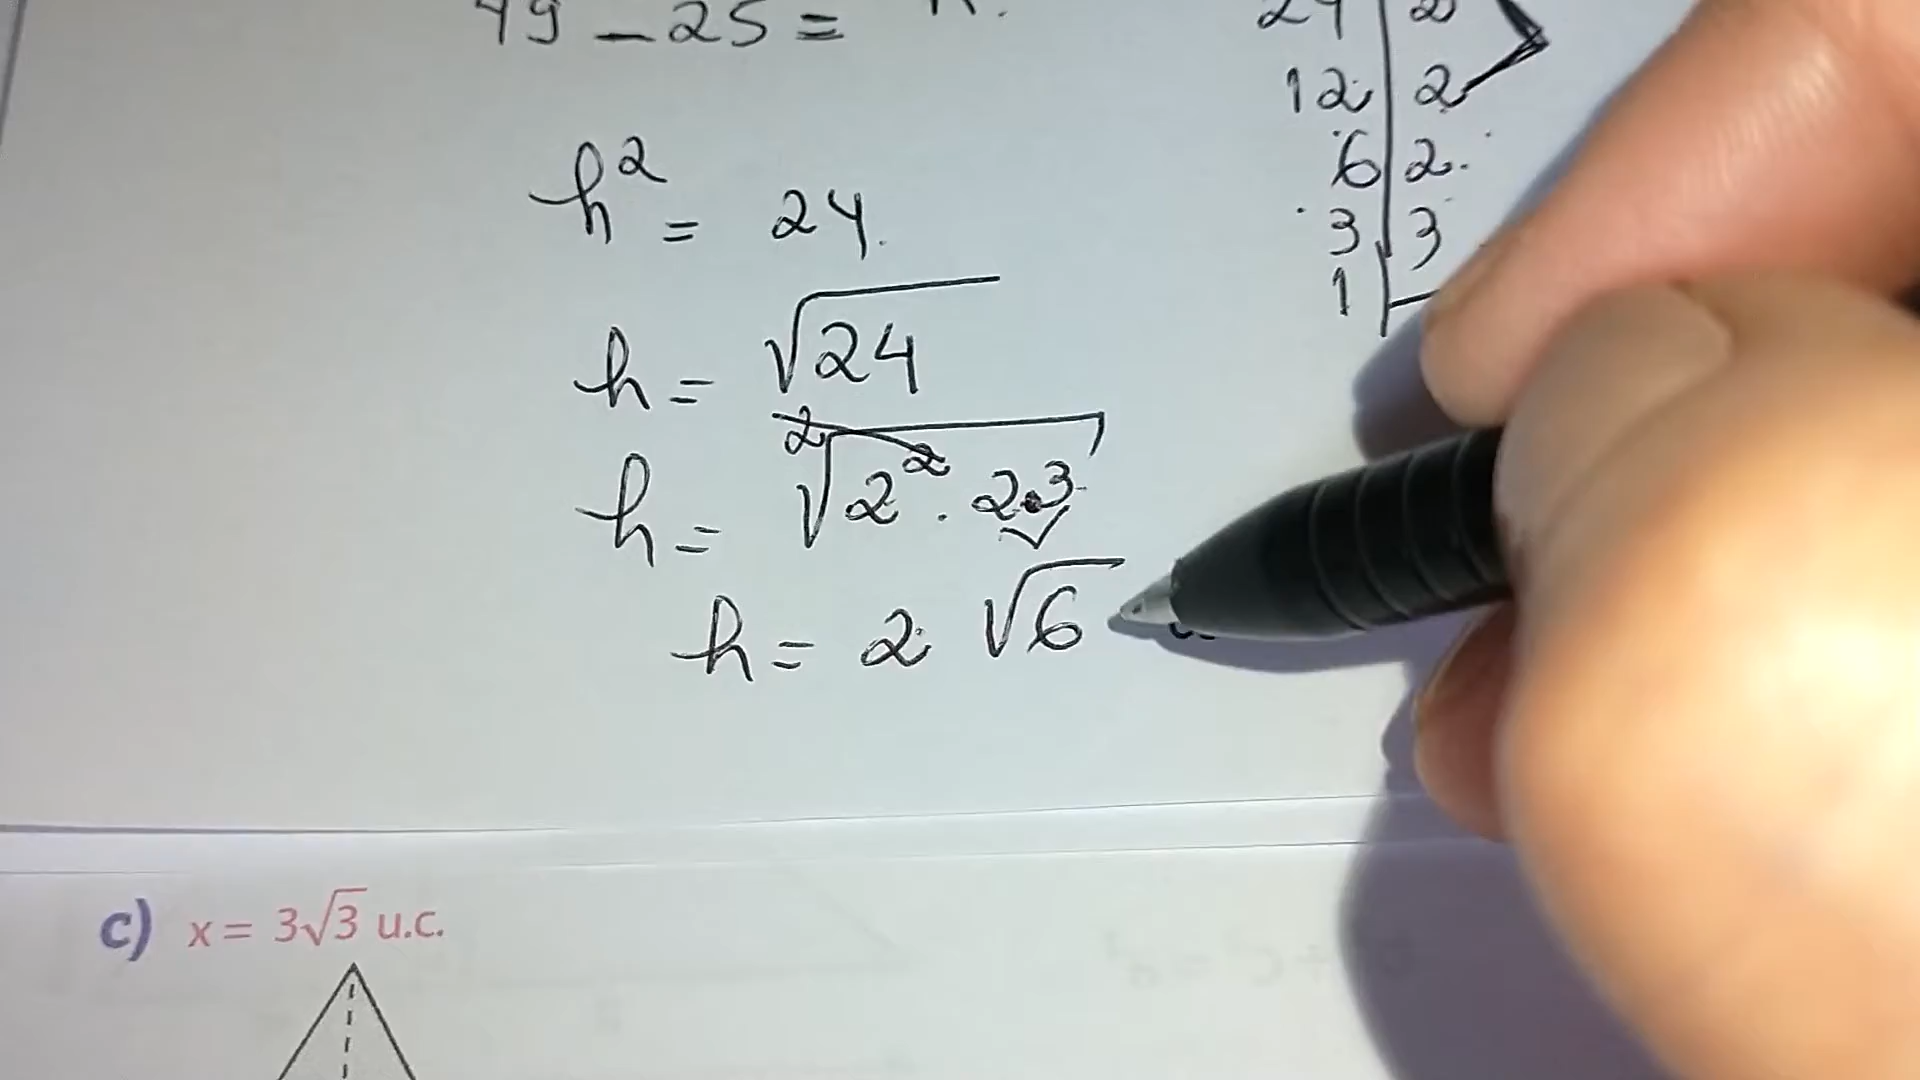 49 - 25 =
h² = 24.
h = √24
h = ²√2² . 2.3
h = 2 √6
24 | 2
12 | 2
6 | 2.
3 | 3
1 |
c) x = 3√3 u.c.